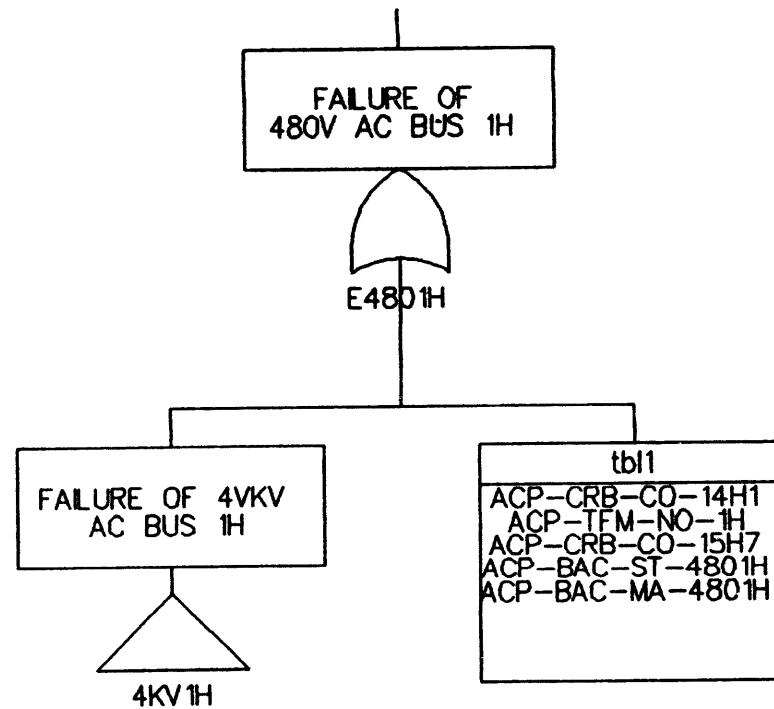 FAILURE OF
480V AC BUS 1H
E4801H
FAILURE OF 4VKV
AC BUS 1H
4KV1H
tbl1
ACP-CRB-CO-14H1
ACP-TFM-NO-1H
ACP-CRB-CO-15H7
ACP-BAC-ST-4801H
ACP-BAC-MA-4801H